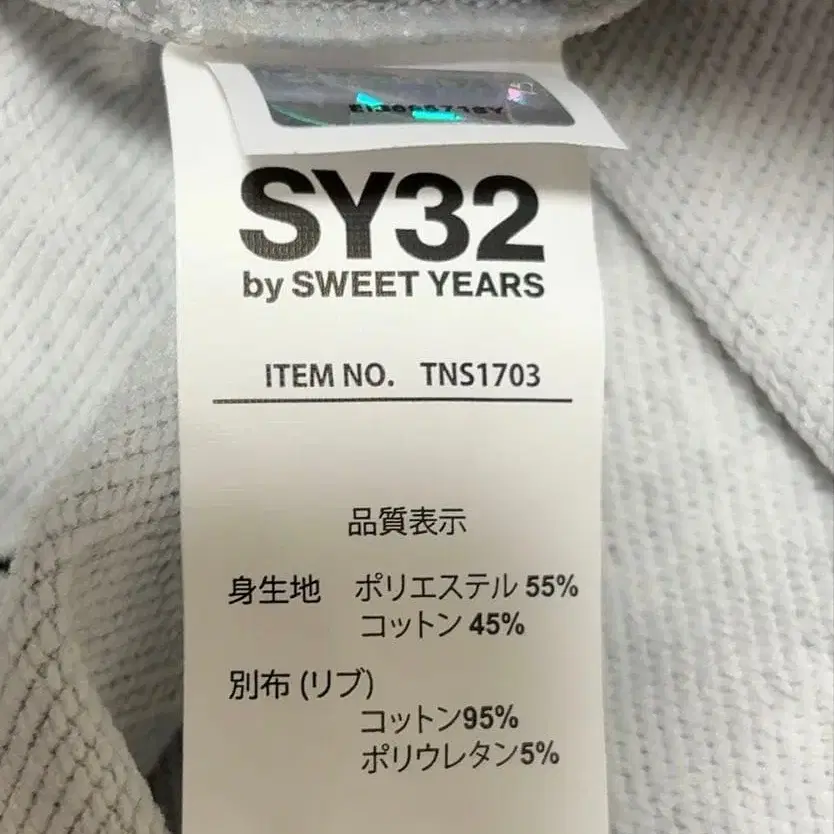 SY32
by SWEET YEARS
ITEM NO. TNS1703
品質表示
身生地 ポリエステル 55%
コットン 45%
別布 (リブ)
コットン95%
ポリウレタン5%